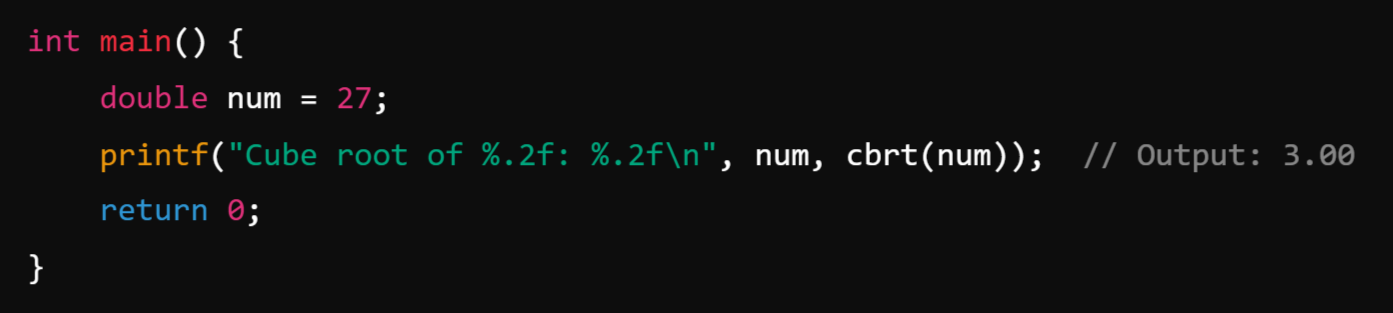 int main() {
    double num = 27;
    printf("Cube root of %.2f: %.2f\n", num, cbrt(num));  // Output: 3.00
    return 0;
}